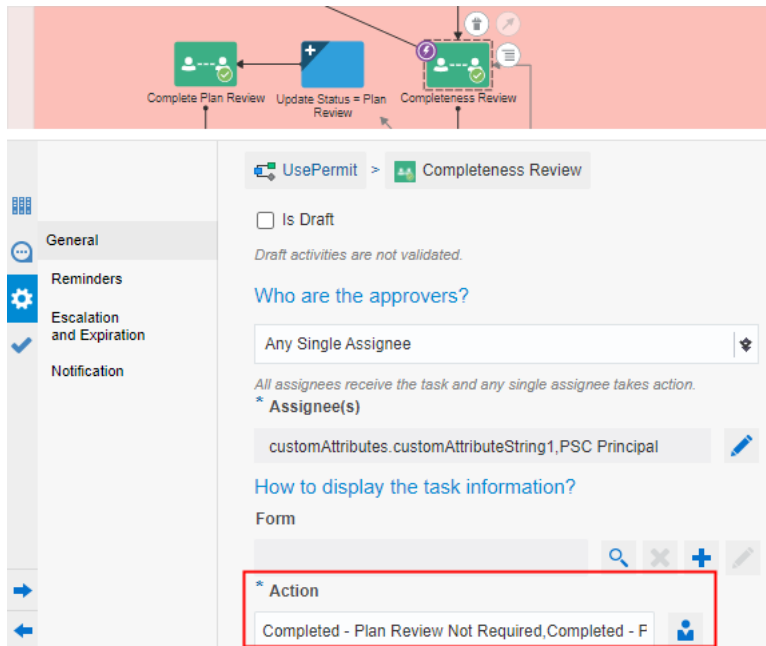 Complete Plan Review
Update Status = Plan
Review
Completeness Review
UsePermit > Completeness Review
Is Draft
Draft activities are not validated.
General
Reminders
Escalation
and Expiration
Notification
Who are the approvers?
Any Single Assignee
All assignees receive the task and any single assignee takes action.
* Assignee(s)
customAttributes.customAttributeString1,PSC Principal
How to display the task information?
Form
* Action
Completed - Plan Review Not Required,Completed - F